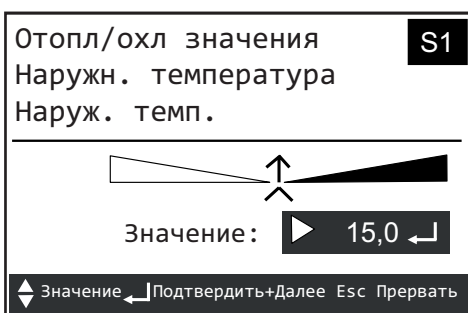 Отопл/охл значения S1
Наружн. температура
Наруж. темп.
Значение: 15,0
Значение Подтвердить+Далее Esc Прервать